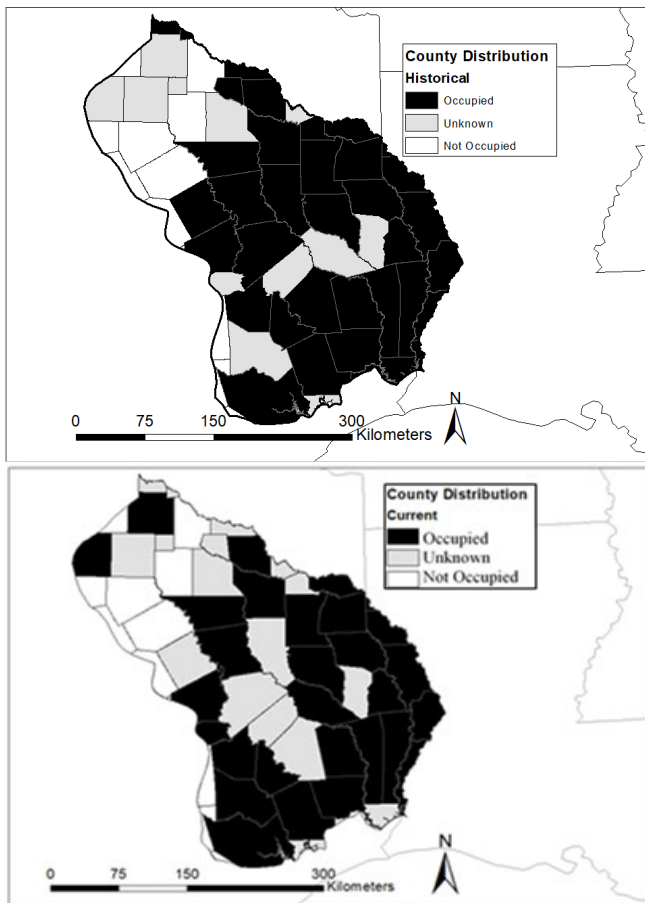 County Distribution
Historical
Occupied
Unknown
Not Occupied
N
0 75 150 300
Kilometers
County Distribution
Current
Occupied
Unknown
Not Occupied
N
0 75 150 300
Kilometers